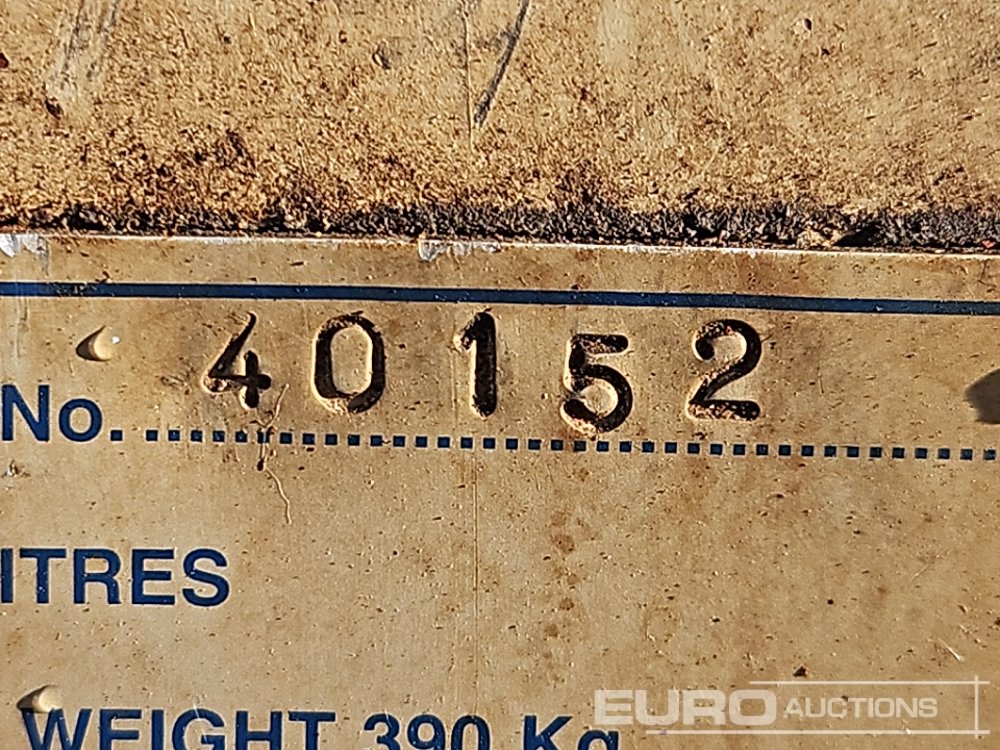 No. 40152
ITRES
WEIGHT 390 Kg
EURO AUCTIONS